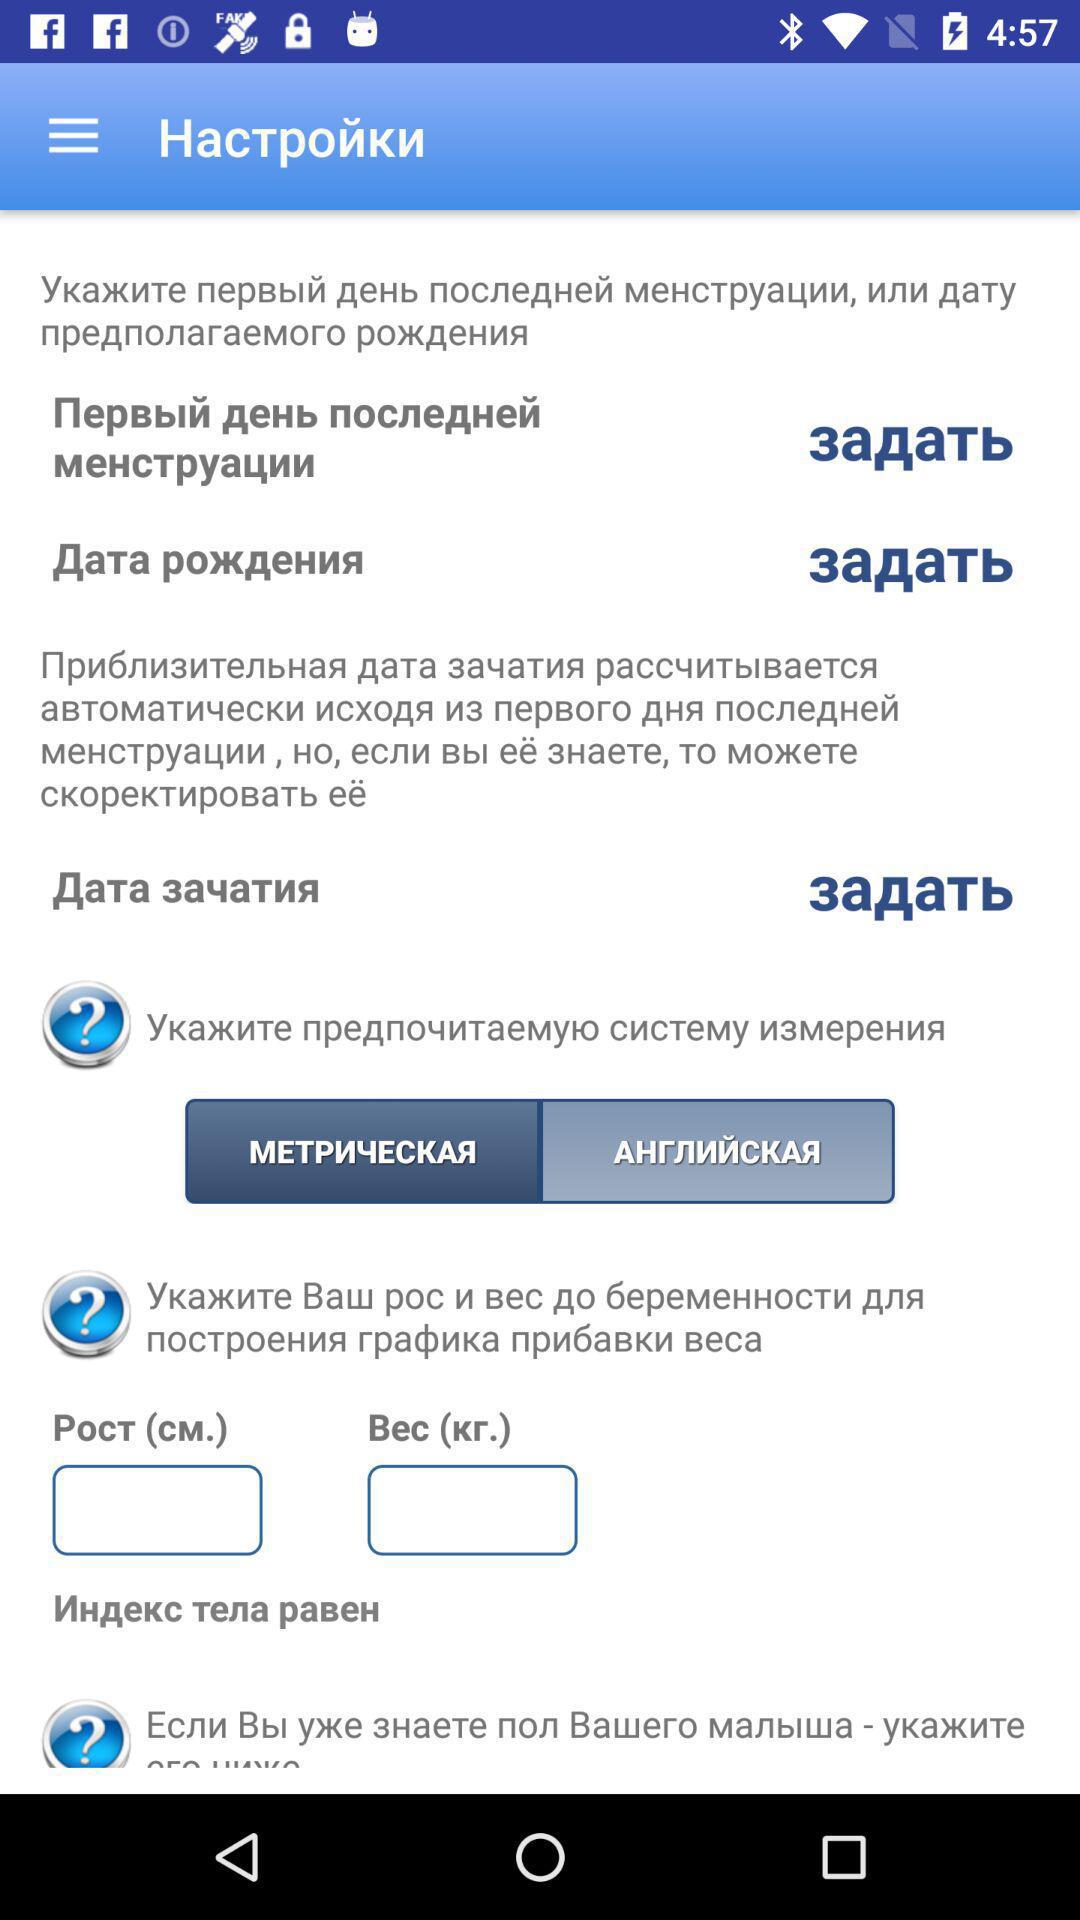 FAKE
4:57
Настройки
Укажите первый день последней менструации, или дату
предполагаемого рождения
Первый день последней
менструации
задать
Дата рождения
задать
Приблизительная дата зачатия рассчитывается
автоматически исходя из первого дня последней
менструации , но, если вы её знаете, то можете
скоректировать её
Дата зачатия
задать
Укажите предпочитаемую систему измерения
МЕТРИЧЕСКАЯ
АНГЛИЙСКАЯ
Укажите Ваш рос и вес до беременности для
построения графика прибавки веса
Рост (см.)
Вес (кг.)
Индекс тела равен
Если Вы уже знаете пол Вашего малыша - укажите
его ниже